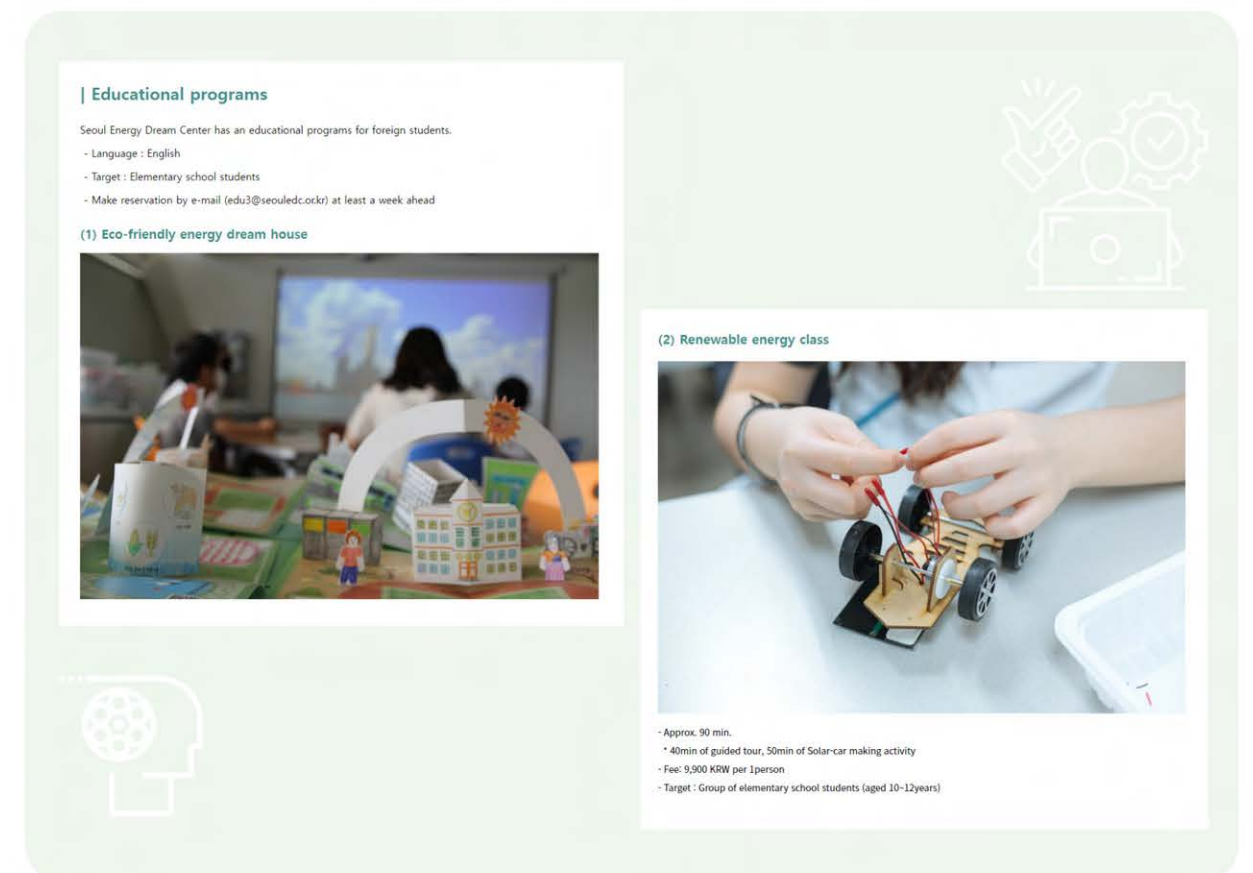 | Educational programs
Seoul Energy Dream Center has an educational programs for foreign students.
- Language : English
- Target : Elementary school students
- Make reservation by e-mail (edu3@seouledc.or.kr) at least a week ahead
(1) Eco-friendly energy dream house
(2) Renewable energy class
- Approx. 90 min.
* 40min of guided tour, 50min of Solar-car making activity
- Fee: 9,900 KRW per 1person
- Target : Group of elementary school students (aged 10~12years)